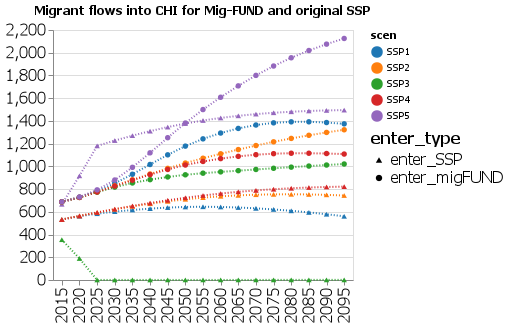 Migrant flows into CHI for Mig-FUND and original SSP
2,200
2,000
1,800
1,600
1,400
1,200
1,000
800
600
400
200
0
2015
2020
2025
2030
2035
2040
2045
2050
2055
2060
2065
2070
2075
2080
2085
2090
2095
scen
SSP1
SSP2
SSP3
SSP4
SSP5
enter_type
enter_SSP
enter_migFUND